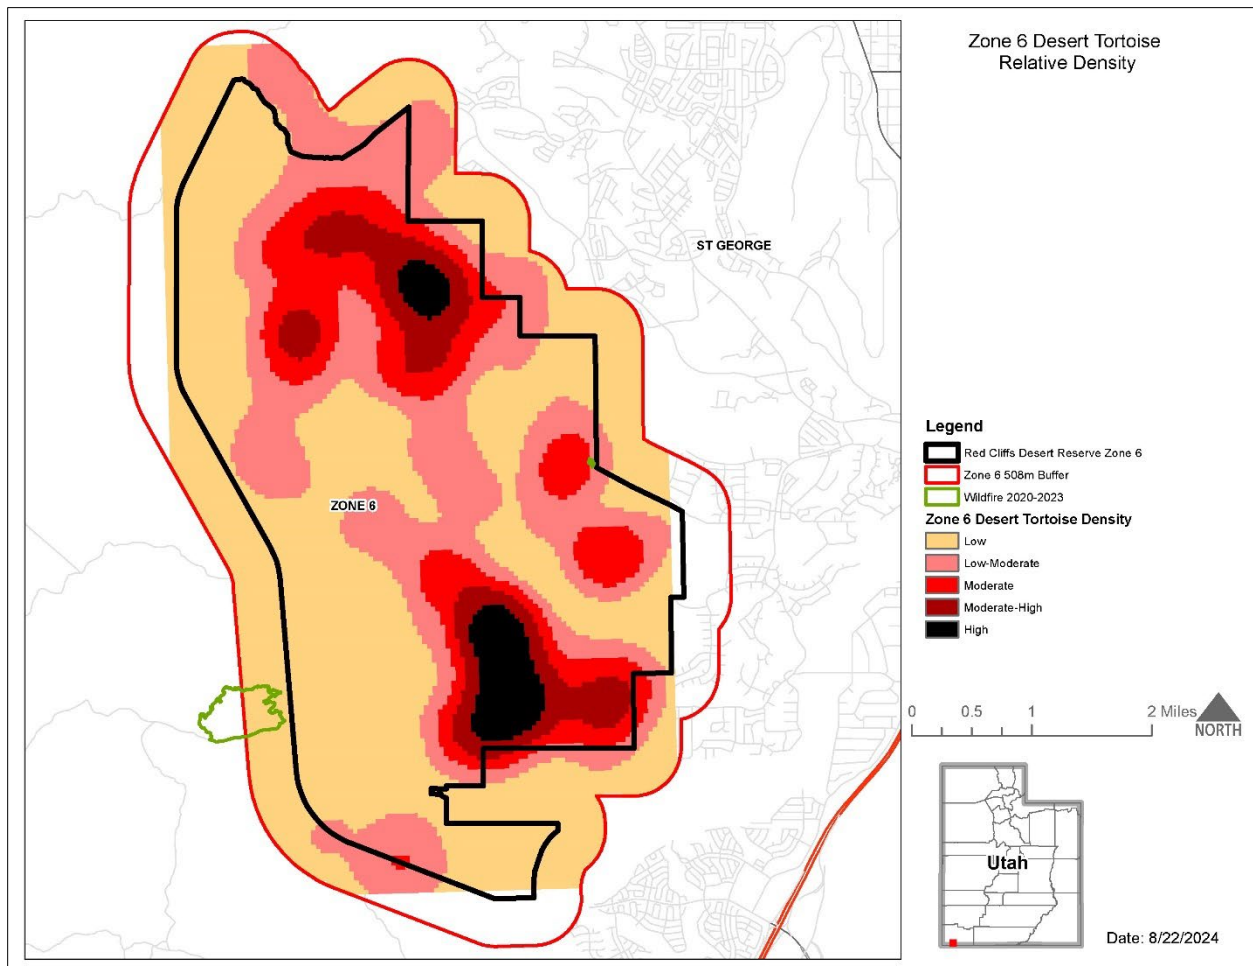 Zone 6 Desert Tortoise
Relative Density
ST GEORGE
ZONE 6
Legend
Red Cliffs Desert Reserve Zone 6
Zone 6 508m Buffer
Wildfire 2020-2023
Zone 6 Desert Tortoise Density
Low
Low-Moderate
Moderate
Moderate-High
High
0 0.5 1 2 Miles
NORTH
Utah
Date: 8/22/2024